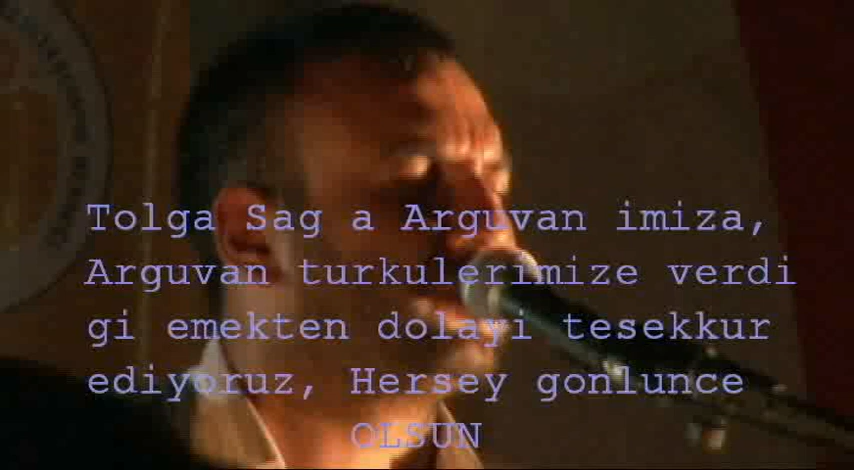 Tolga Sag a Arguvan imiza,
Arguvan turkulerimize verdi
gi emekten dolayi tesekkur
ediyoruz, Hersey gonlunce
OLSUN